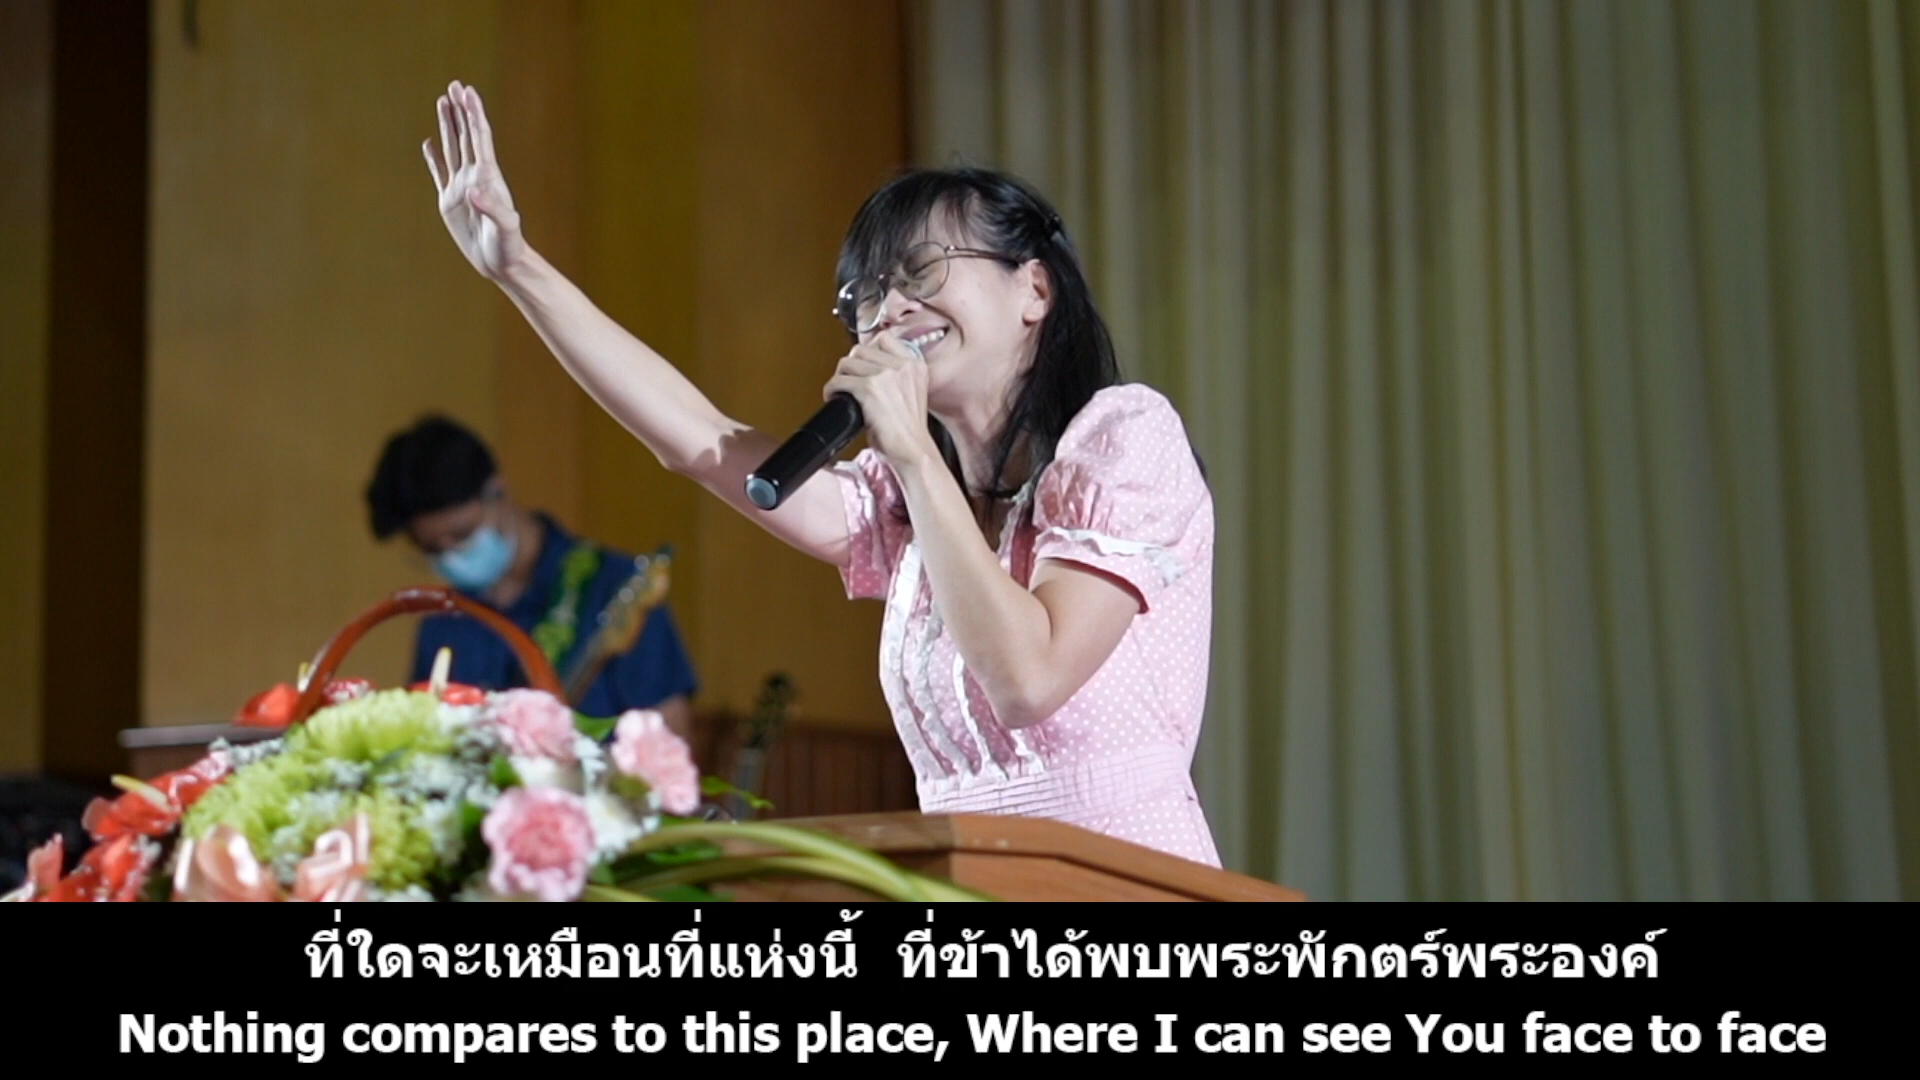 ที่ใดจะเหมือนที่แห่งนี้ ที่ข้าได้พบพระพักตร์พระองค์
Nothing compares to this place, Where I can see You face to face